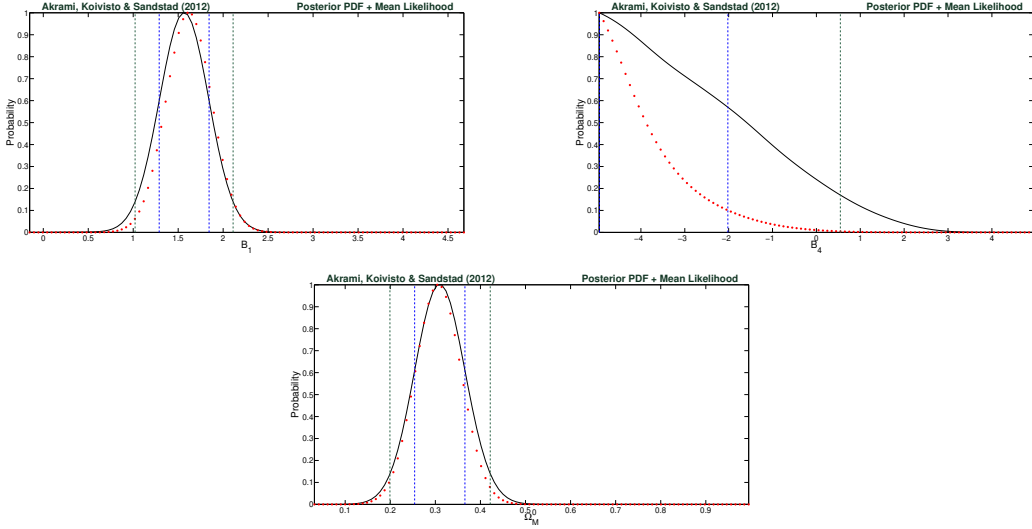 Akrami, Koivisto & Sandstad (2012) Posterior PDF + Mean Likelihood
Probability
1
0.9
0.8
0.7
0.6
0.5
0.4
0.3
0.2
0.1
0
0 0.5 1 1.5 2 2.5 3 3.5 4 4.5
B₁
Akrami, Koivisto & Sandstad (2012) Posterior PDF + Mean Likelihood
Probability
1
0.9
0.8
0.7
0.6
0.5
0.4
0.3
0.2
0.1
0
-4 -3 -2 -1 0 1 2 3 4
B₄
Akrami, Koivisto & Sandstad (2012) Posterior PDF + Mean Likelihood
Probability
1
0.9
0.8
0.7
0.6
0.5
0.4
0.3
0.2
0.1
0
0.1 0.2 0.3 0.4 0.5 0.6 0.7 0.8 0.9
Ω_M^0